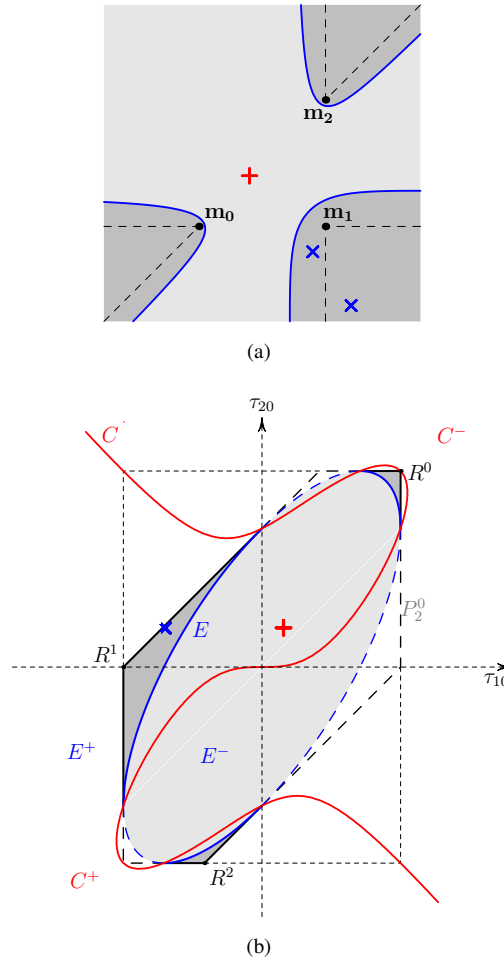 m₂
m₀
m₁
(a)
τ₂₀
C
C⁻
R⁰
P₂⁰
E
R¹
τ₁₀
E⁺
E⁻
C⁺
R²
(b)